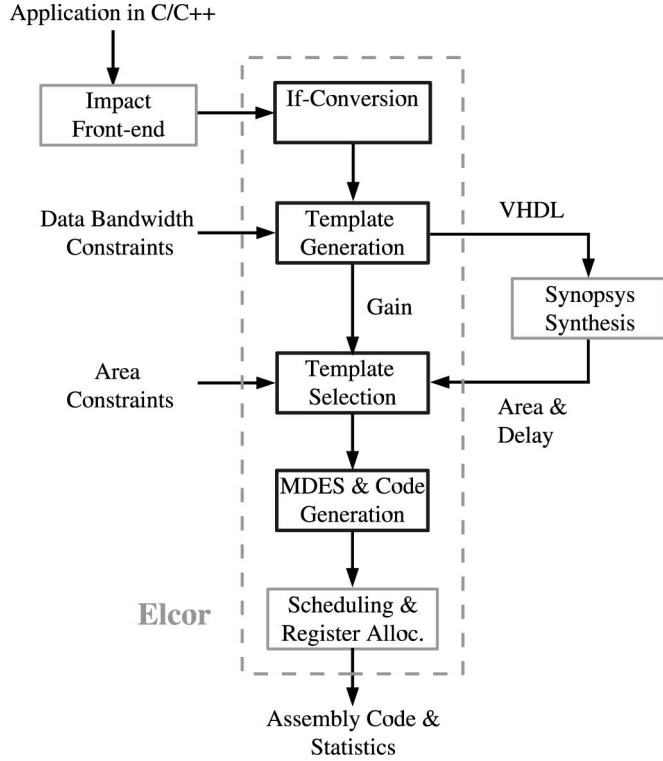 Application in C/C++
Impact
Front-end
If-Conversion
Data Bandwidth
Constraints
Template
Generation
VHDL
Synopsys
Synthesis
Gain
Area
Constraints
Template
Selection
Area &
Delay
MDES & Code
Generation
Elcor
Scheduling &
Register Alloc.
Assembly Code &
Statistics